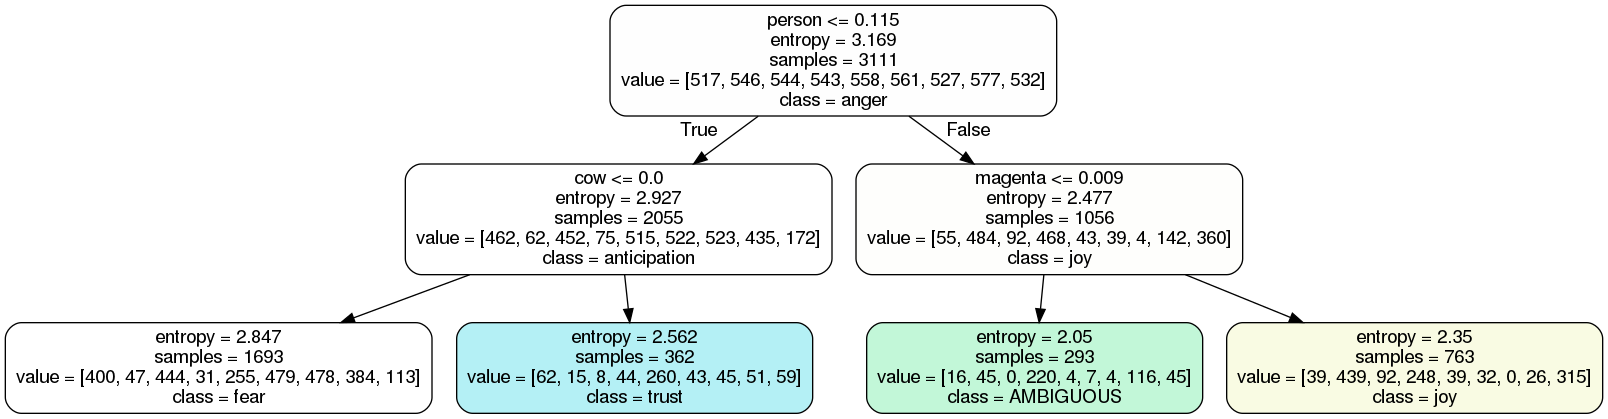 person <= 0.115
entropy = 3.169
samples = 3111
value = [517, 546, 544, 543, 558, 561, 527, 577, 532]
class = anger
True
False
cow <= 0.0
entropy = 2.927
samples = 2055
value = [462, 62, 452, 75, 515, 522, 523, 435, 172]
class = anticipation
magenta <= 0.009
entropy = 2.477
samples = 1056
value = [55, 484, 92, 468, 43, 39, 4, 142, 360]
class = joy
entropy = 2.847
samples = 1693
value = [400, 47, 444, 31, 255, 479, 478, 384, 113]
class = fear
entropy = 2.562
samples = 362
value = [62, 15, 8, 44, 260, 43, 45, 51, 59]
class = trust
entropy = 2.05
samples = 293
value = [16, 45, 0, 220, 4, 7, 4, 116, 45]
class = AMBIGUOUS
entropy = 2.35
samples = 763
value = [39, 439, 92, 248, 39, 32, 0, 26, 315]
class = joy